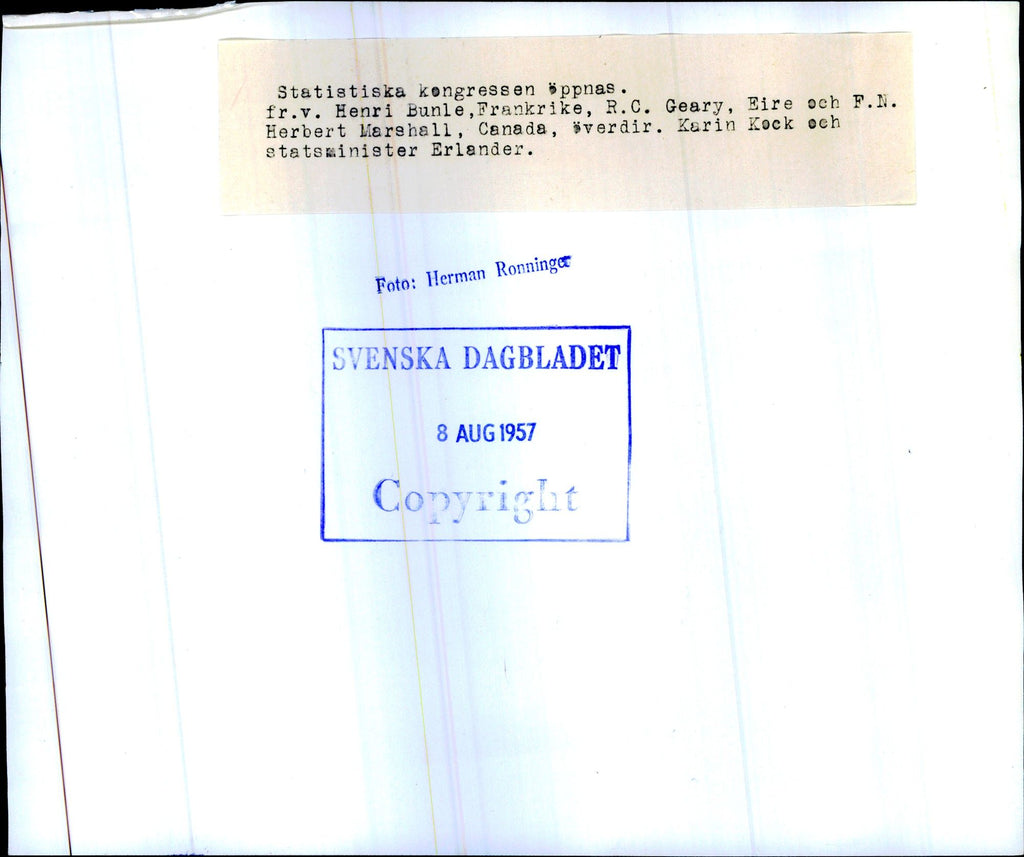 Statistiska kongressen öppnas.
fr.v. Henri Bunle,Frankrike, R.C. Geary, Eire och F.N.
Herbert Marshall, Canada, överdir. Karin Kock och
statsminister Erlander.
Foto: Herman Ronninger
SVENSKA DAGBLADET
8 AUG 1957
Copyright